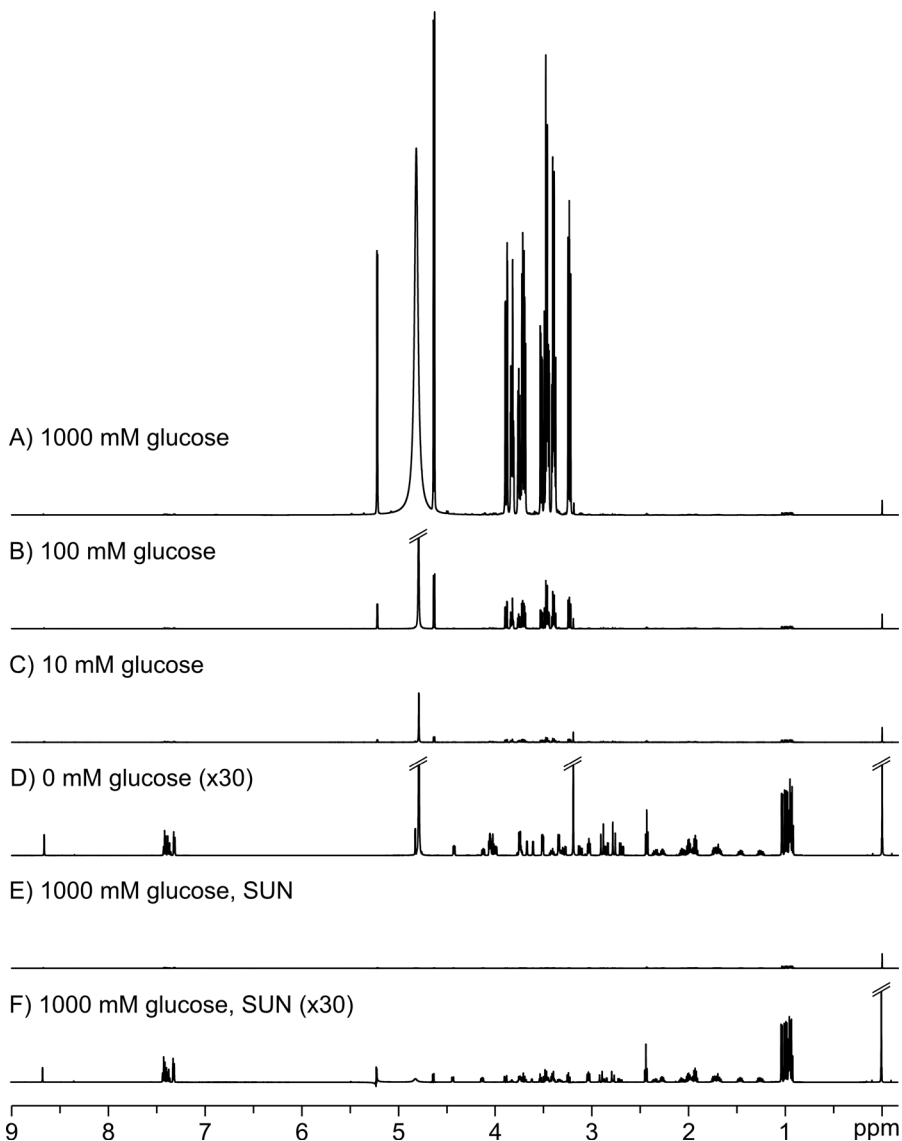 A) 1000 mM glucose
B) 100 mM glucose
C) 10 mM glucose
D) 0 mM glucose (x30)
E) 1000 mM glucose, SUN
F) 1000 mM glucose, SUN (x30)
9 8 7 6 5 4 3 2 1 ppm